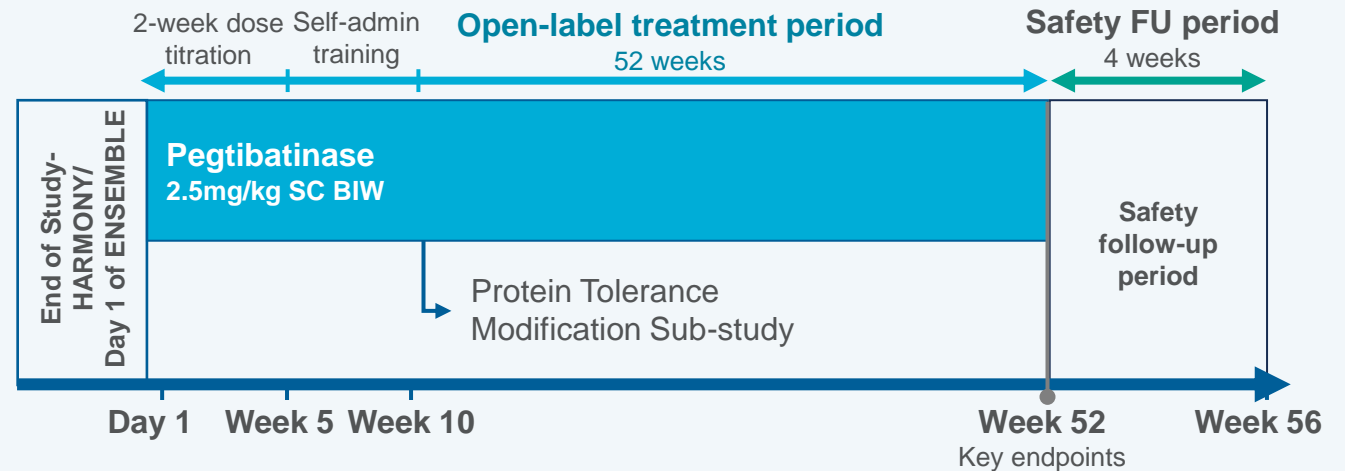 2-week dose
titration
Self-admin
training
Open-label treatment period
52 weeks
Safety FU period
4 weeks
End of Study-
HARMONY/
Day 1 of ENSEMBLE
Pegtibatinase
2.5mg/kg SC BIW
Protein Tolerance
Modification Sub-study
Safety
follow-up
period
Day 1
Week 5
Week 10
Week 52
Key endpoints
Week 56